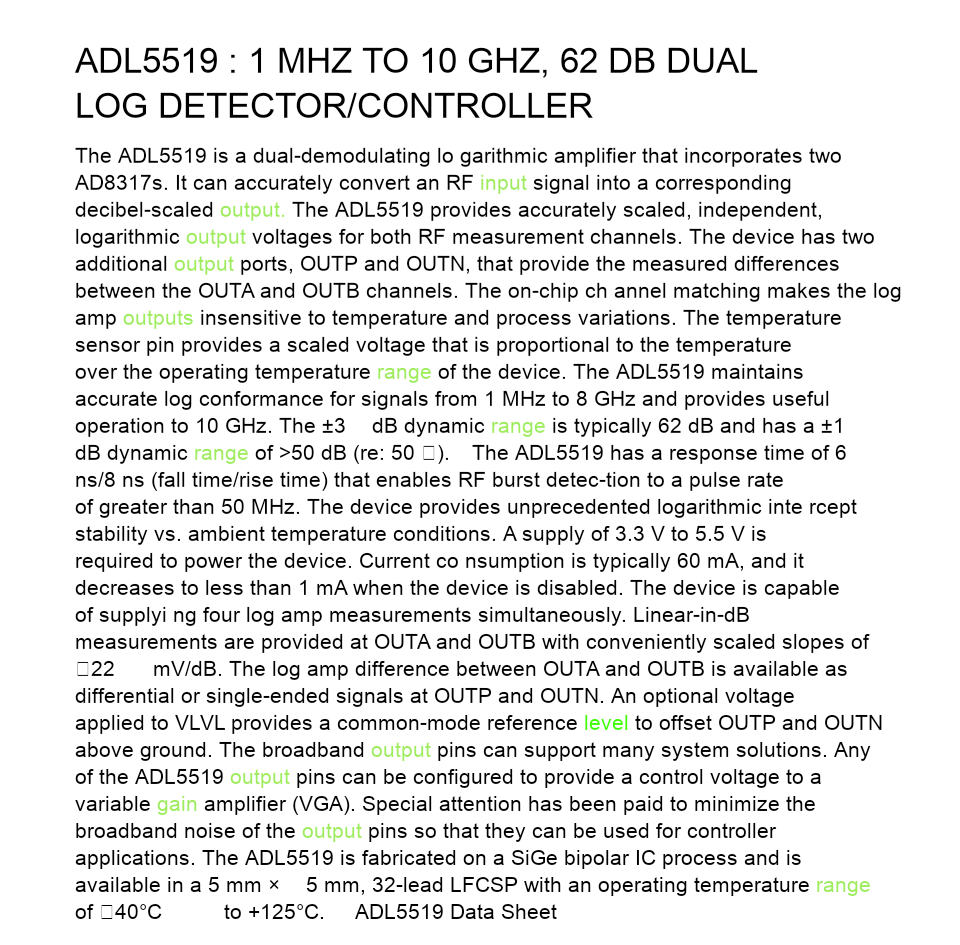 ADL5519 : 1 MHZ TO 10 GHZ, 62 DB DUAL
LOG DETECTOR/CONTROLLER
The ADL5519 is a dual-demodulating lo garithmic amplifier that incorporates two
AD8317s. It can accurately convert an RF input signal into a corresponding
decibel-scaled output. The ADL5519 provides accurately scaled, independent,
logarithmic output voltages for both RF measurement channels. The device has two
additional output ports, OUTP and OUTN, that provide the measured differences
between the OUTA and OUTB channels. The on-chip ch annel matching makes the log
amp outputs insensitive to temperature and process variations. The temperature
sensor pin provides a scaled voltage that is proportional to the temperature
over the operating temperature range of the device. The ADL5519 maintains
accurate log conformance for signals from 1 MHz to 8 GHz and provides useful
operation to 10 GHz. The ±3 dB dynamic range is typically 62 dB and has a ±1
dB dynamic range of >50 dB (re: 50 □). The ADL5519 has a response time of 6
ns/8 ns (fall time/rise time) that enables RF burst detec-tion to a pulse rate
of greater than 50 MHz. The device provides unprecedented logarithmic inte rcept
stability vs. ambient temperature conditions. A supply of 3.3 V to 5.5 V is
required to power the device. Current co nsumption is typically 60 mA, and it
decreases to less than 1 mA when the device is disabled. The device is capable
of supplyi ng four log amp measurements simultaneously. Linear-in-dB
measurements are provided at OUTA and OUTB with conveniently scaled slopes of
□22 mV/dB. The log amp difference between OUTA and OUTB is available as
differential or single-ended signals at OUTP and OUTN. An optional voltage
applied to VLVL provides a common-mode reference level to offset OUTP and OUTN
above ground. The broadband output pins can support many system solutions. Any
of the ADL5519 output pins can be configured to provide a control voltage to a
variable gain amplifier (VGA). Special attention has been paid to minimize the
broadband noise of the output pins so that they can be used for controller
applications. The ADL5519 is fabricated on a SiGe bipolar IC process and is
available in a 5 mm × 5 mm, 32-lead LFCSP with an operating temperature range
of □40°C to +125°C. ADL5519 Data Sheet